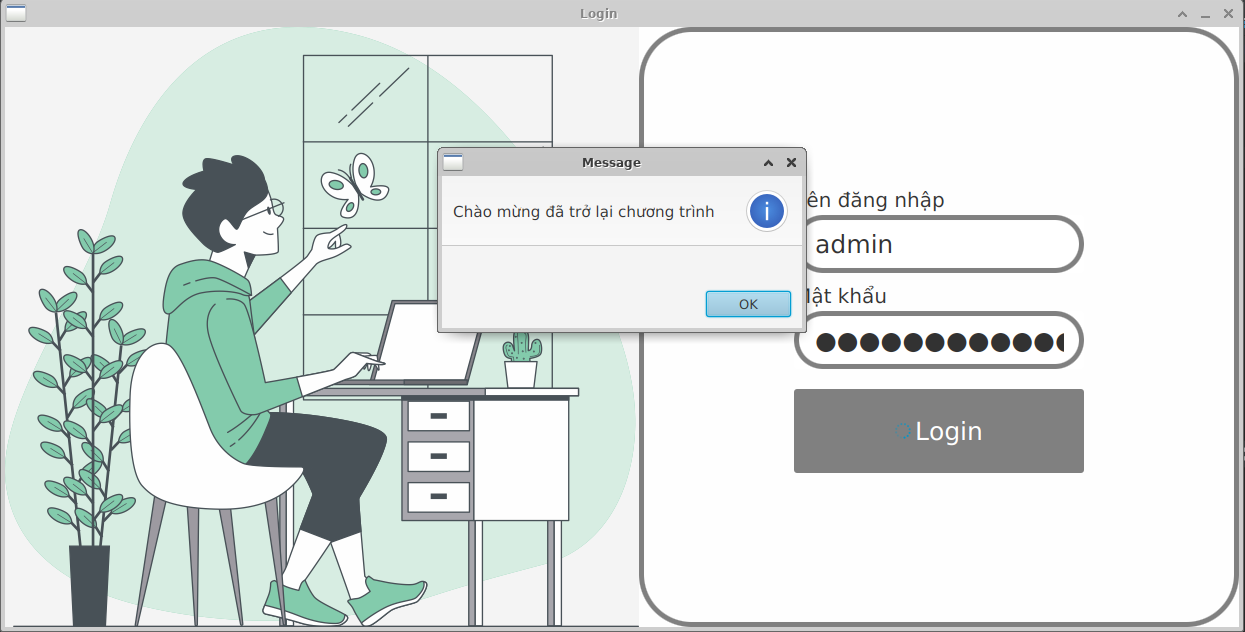 Login
Message
Chào mừng đã trở lại chương trình
OK
ên đăng nhập
admin
ật khẩu
Login